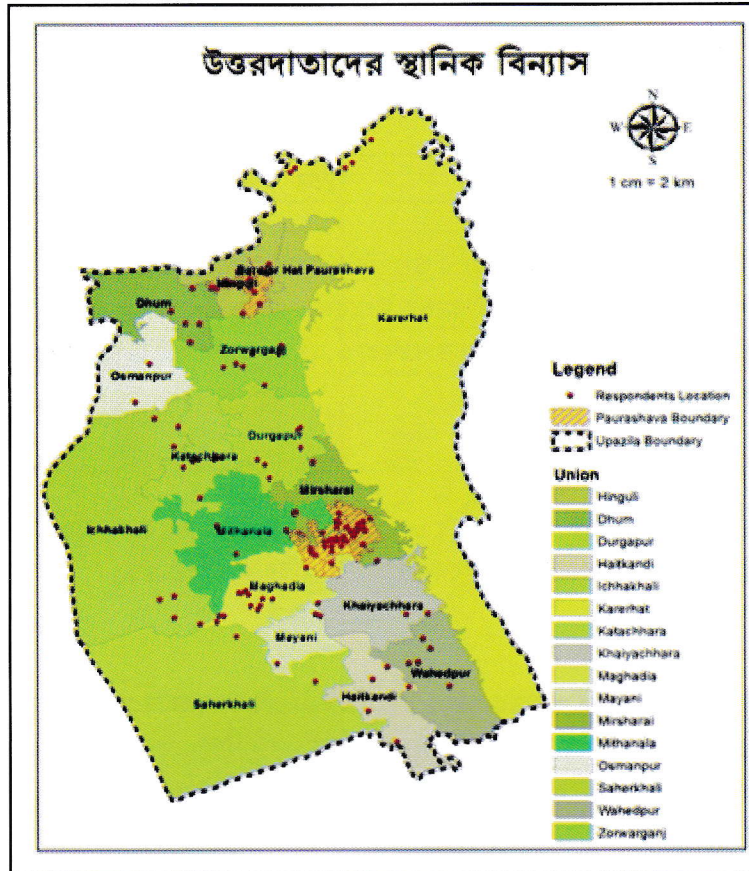 উত্তরদাতাদের স্থানিক বিন্যাস
N
W E
S
1 cm = 2 km
Baraiar Hat Paurashava
Hinguli
Dhum
Karerhat
Zorwarganj
Osmanpur
Durgapur
Katachhara
Mirsharai
Ichhakhali
Mithanala
Maghadia
Khaiyachhara
Mayani
Wahedpur
Haitkandi
Saherkhali
Legend
Respondents Location
Paurashava Boundary
Upazila Boundary
Union
Hinguli
Dhum
Durgapur
Haitkandi
Ichhakhali
Karerhat
Katachhara
Khaiyachhara
Maghadia
Mayani
Mirsharai
Mithanala
Osmanpur
Saherkhali
Wahedpur
Zorwarganj